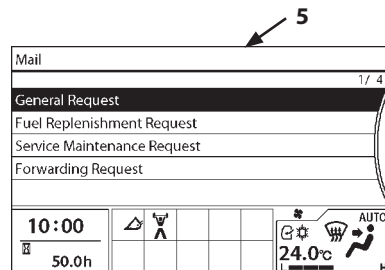 5
Mail
1/ 4
General Request
Fuel Replenishment Request
Service Maintenance Request
Forwarding Request
10:00
50.0h
AUTO
24.0℃